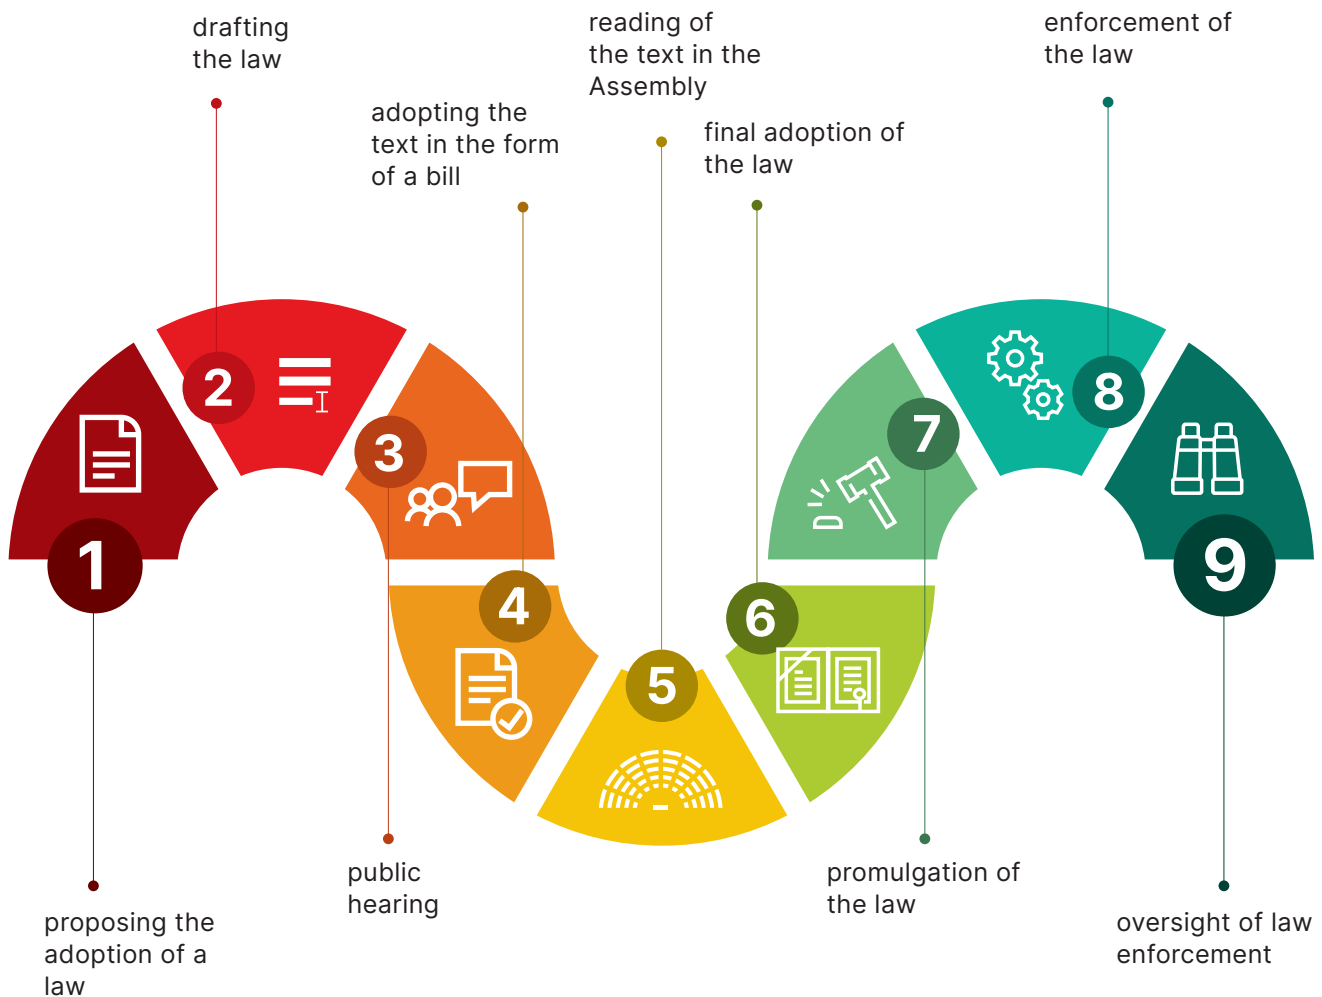 drafting
the law
adopting the
text in the form
of a bill
reading of
the text in the
Assembly
final adoption of
the law
enforcement of
the law
1
2
3
4
5
6
7
8
9
proposing the
adoption of a
law
public
hearing
promulgation of
the law
oversight of law
enforcement